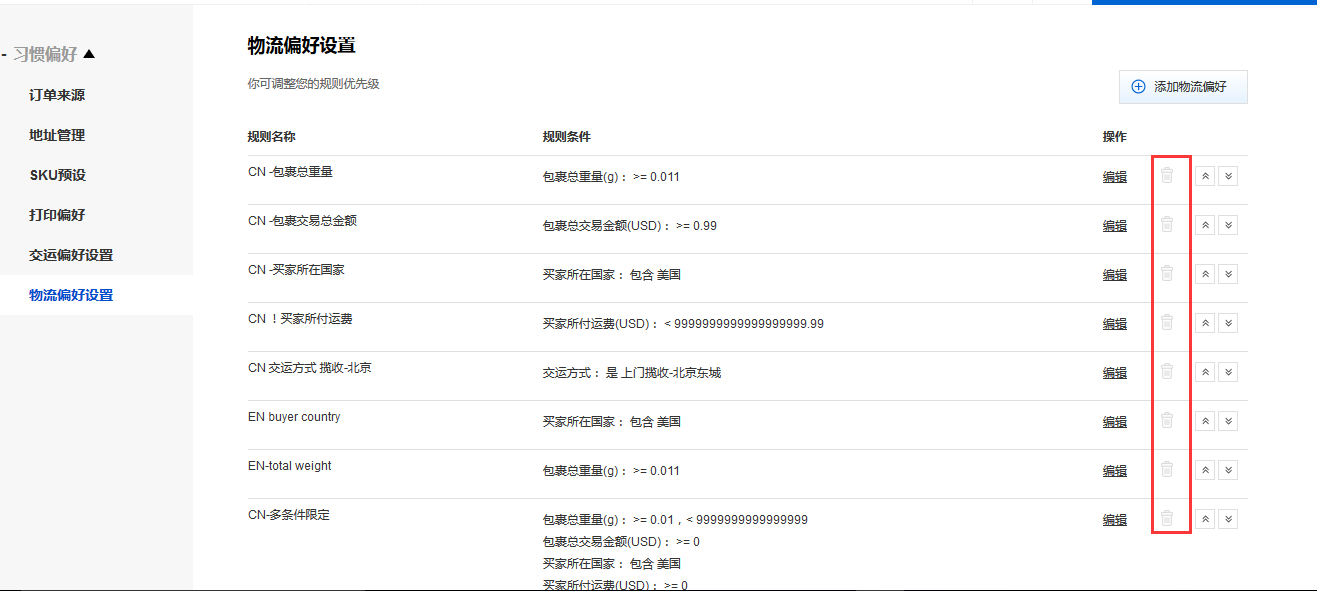 - 习惯偏好
订单来源
地址管理
SKU预设
打印偏好
交运偏好设置
物流偏好设置
物流偏好设置
你可调整您的规则优先级
添加物流偏好
规则名称 规则条件 操作
CN -包裹总重量 包裹总重量(g)： >= 0.011 编辑
CN -包裹交易总金额 包裹总交易金额(USD)： >= 0.99 编辑
CN -买家所在国家 买家所在国家： 包含 美国 编辑
CN ！买家所付运费 买家所付运费(USD)： < 9999999999999999999.99 编辑
CN 交运方式 揽收-北京 交运方式： 是 上门揽收-北京东城 编辑
EN buyer country 买家所在国家： 包含 美国 编辑
EN-total weight 包裹总重量(g)： >= 0.011 编辑
CN-多条件限定 包裹总重量(g)： >= 0.01，< 9999999999999999 编辑
包裹总交易金额(USD)： >= 0
买家所在国家： 包含 美国
买家所付运费(USD)： >= 0